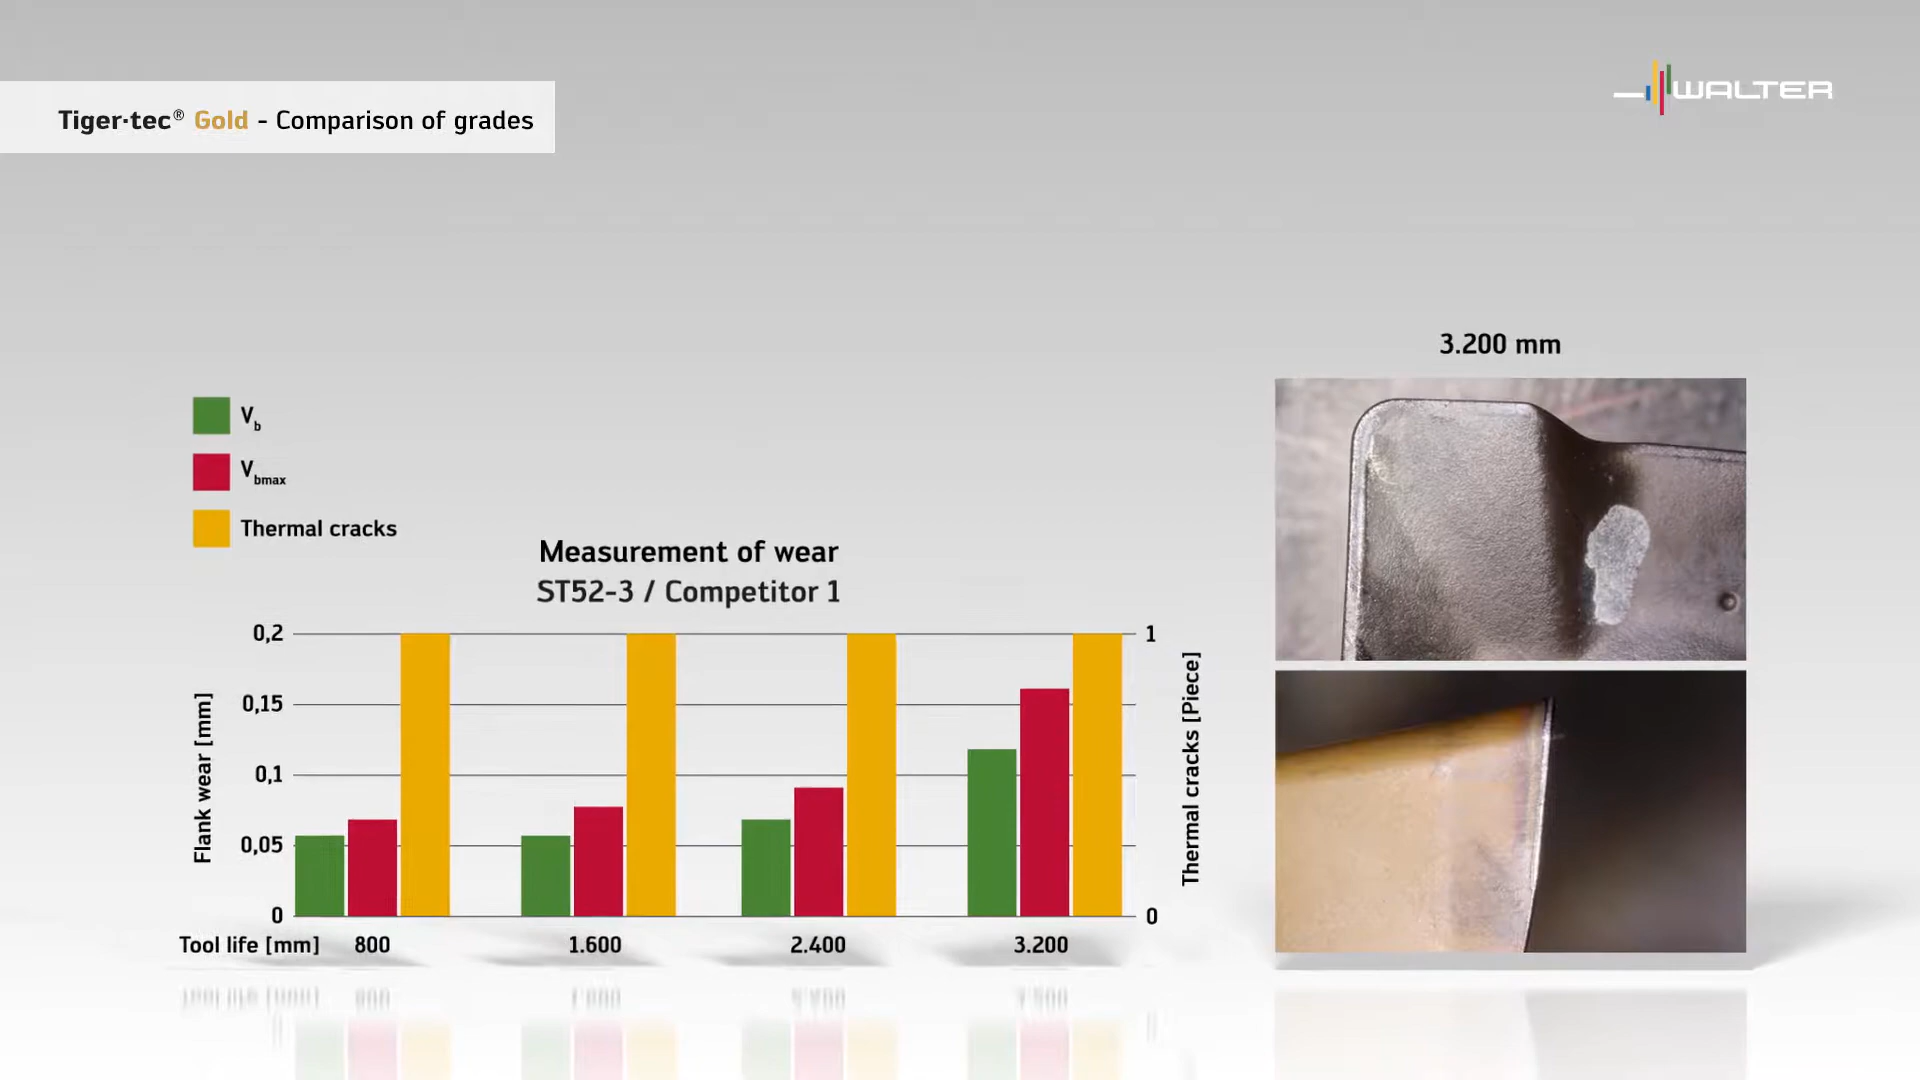 Tiger·tec® Gold - Comparison of grades
WALTER
3.200 mm
V_b
V_bmax
Thermal cracks
Measurement of wear
ST52-3 / Competitor 1
0,2
0,15
0,1
0,05
0
Flank wear [mm]
1
0
Thermal cracks [Piece]
Tool life [mm] 800 1.600 2.400 3.200